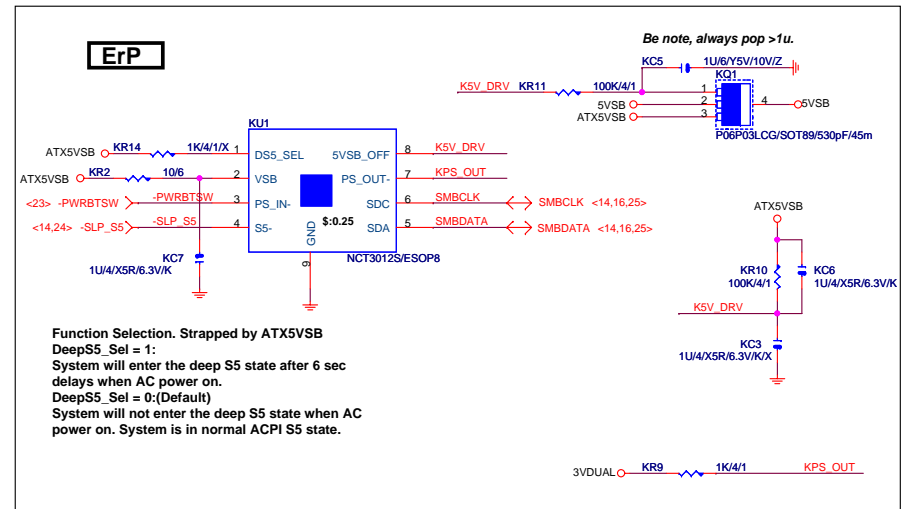 ErP
Be note, always pop >1u.
KC5 1U/6/Y5V/10V/Z
KQ1
K5V_DRV KR11 100K/4/1 1
5VSB 2 4 5VSB
ATX5VSB 3
P06P03LCG/SOT89/530pF/45m
KU1
ATX5VSB KR14 1K/4/1/X 1 DS5_SEL 5VSB_OFF 8 K5V_DRV
ATX5VSB KR2 10/6 2 VSB PS_OUT- 7 KPS_OUT
<23> -PWRBTSW -PWRBTSW 3 PS_IN- SDC 6 SMBCLK SMBCLK <14,16,25>
<14,24> -SLP_S5 -SLP_S5 4 S5- SDA 5 SMBDATA SMBDATA <14,16,25>
$:0.25
GND
9
NCT3012S/ESOP8
KC7
1U/4/X5R/6.3V/K
ATX5VSB
KR10
100K/4/1
KC6
1U/4/X5R/6.3V/K
K5V_DRV
KC3
1U/4/X5R/6.3V/K/X
Function Selection. Strapped by ATX5VSB
DeepS5_Sel = 1:
System will enter the deep S5 state after 6 sec
delays when AC power on.
DeepS5_Sel = 0:(Default)
System will not enter the deep S5 state when AC
power on. System is in normal ACPI S5 state.
3VDUAL KR9 1K/4/1 KPS_OUT